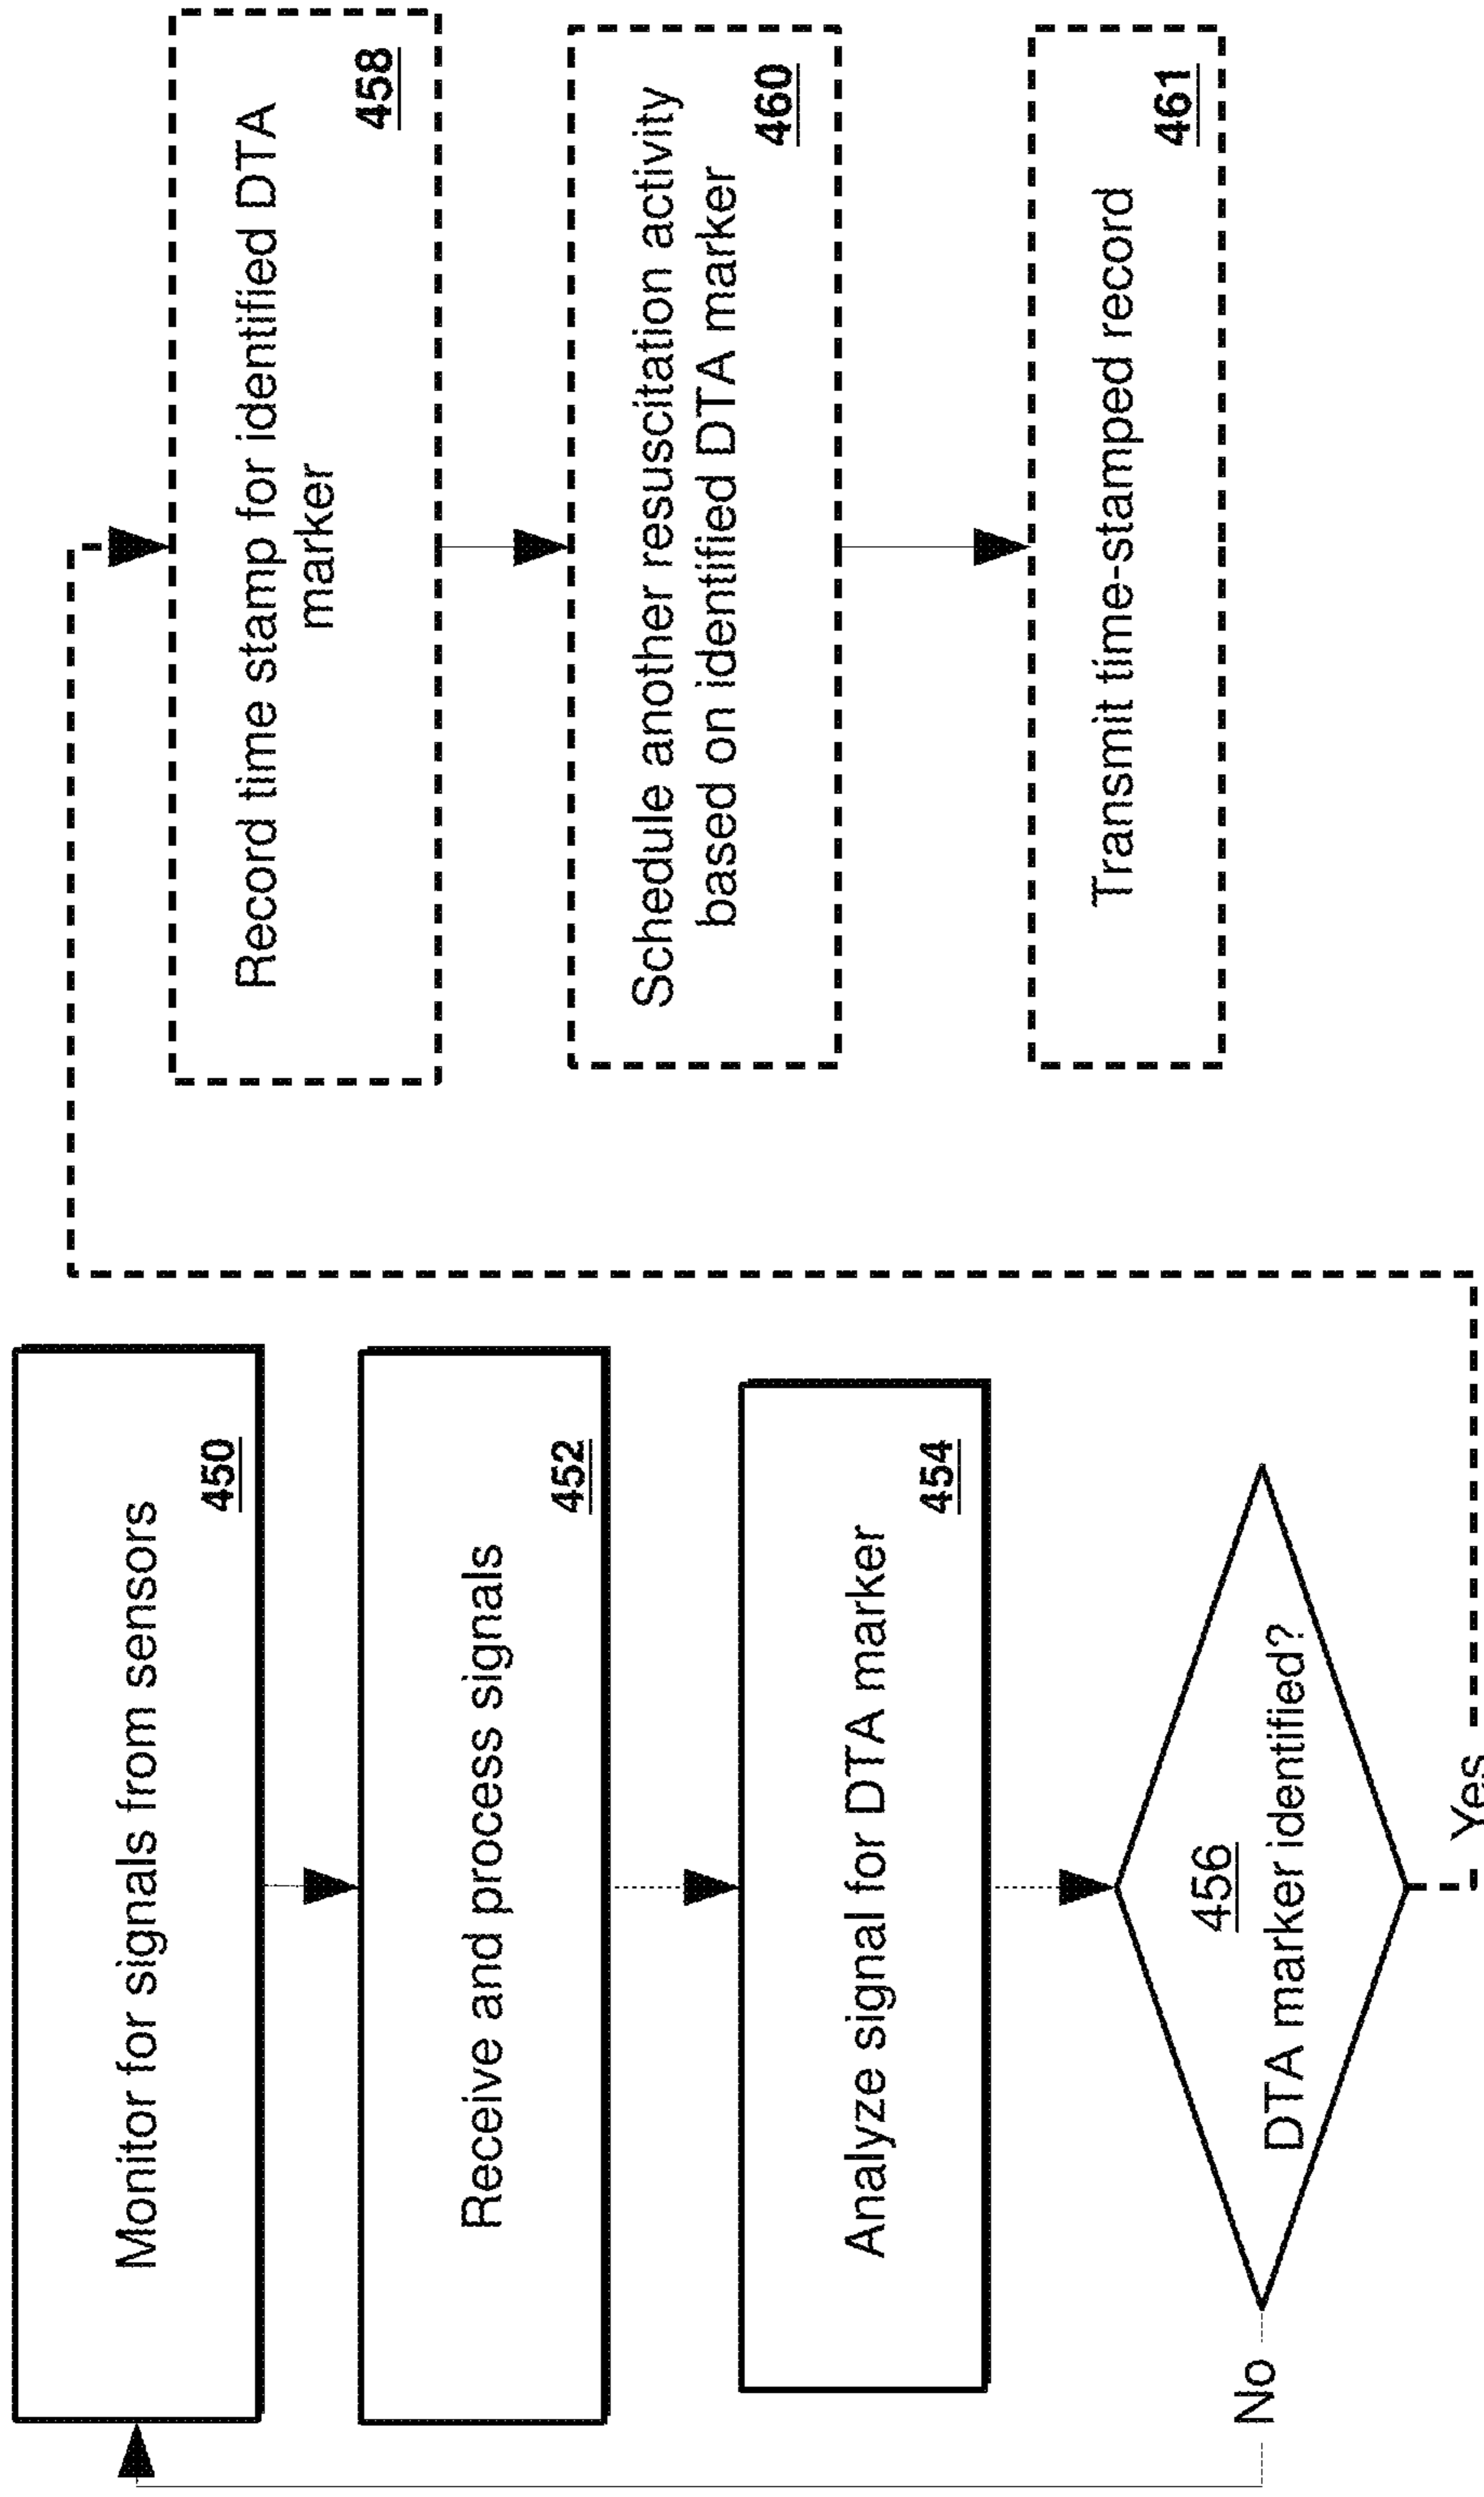 Monitor for signals from sensors
450
Receive and process signals
452
Analyze signal for DTA marker
454
456
DTA marker identified?
No
Yes
Record time stamp for identified DTA
marker
458
Schedule another resuscitation activity
based on identified DTA marker
460
Transmit time-stamped record
461